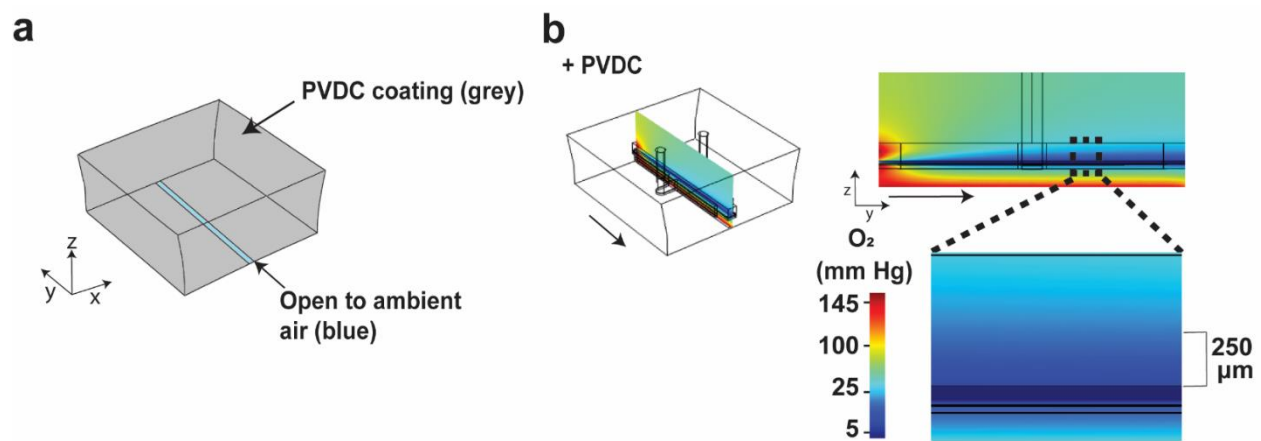 a
PVDC coating (grey)
z
y
x
Open to ambient
air (blue)
b
+ PVDC
z
y
O₂
(mm Hg)
145
100
25
5
250
µm